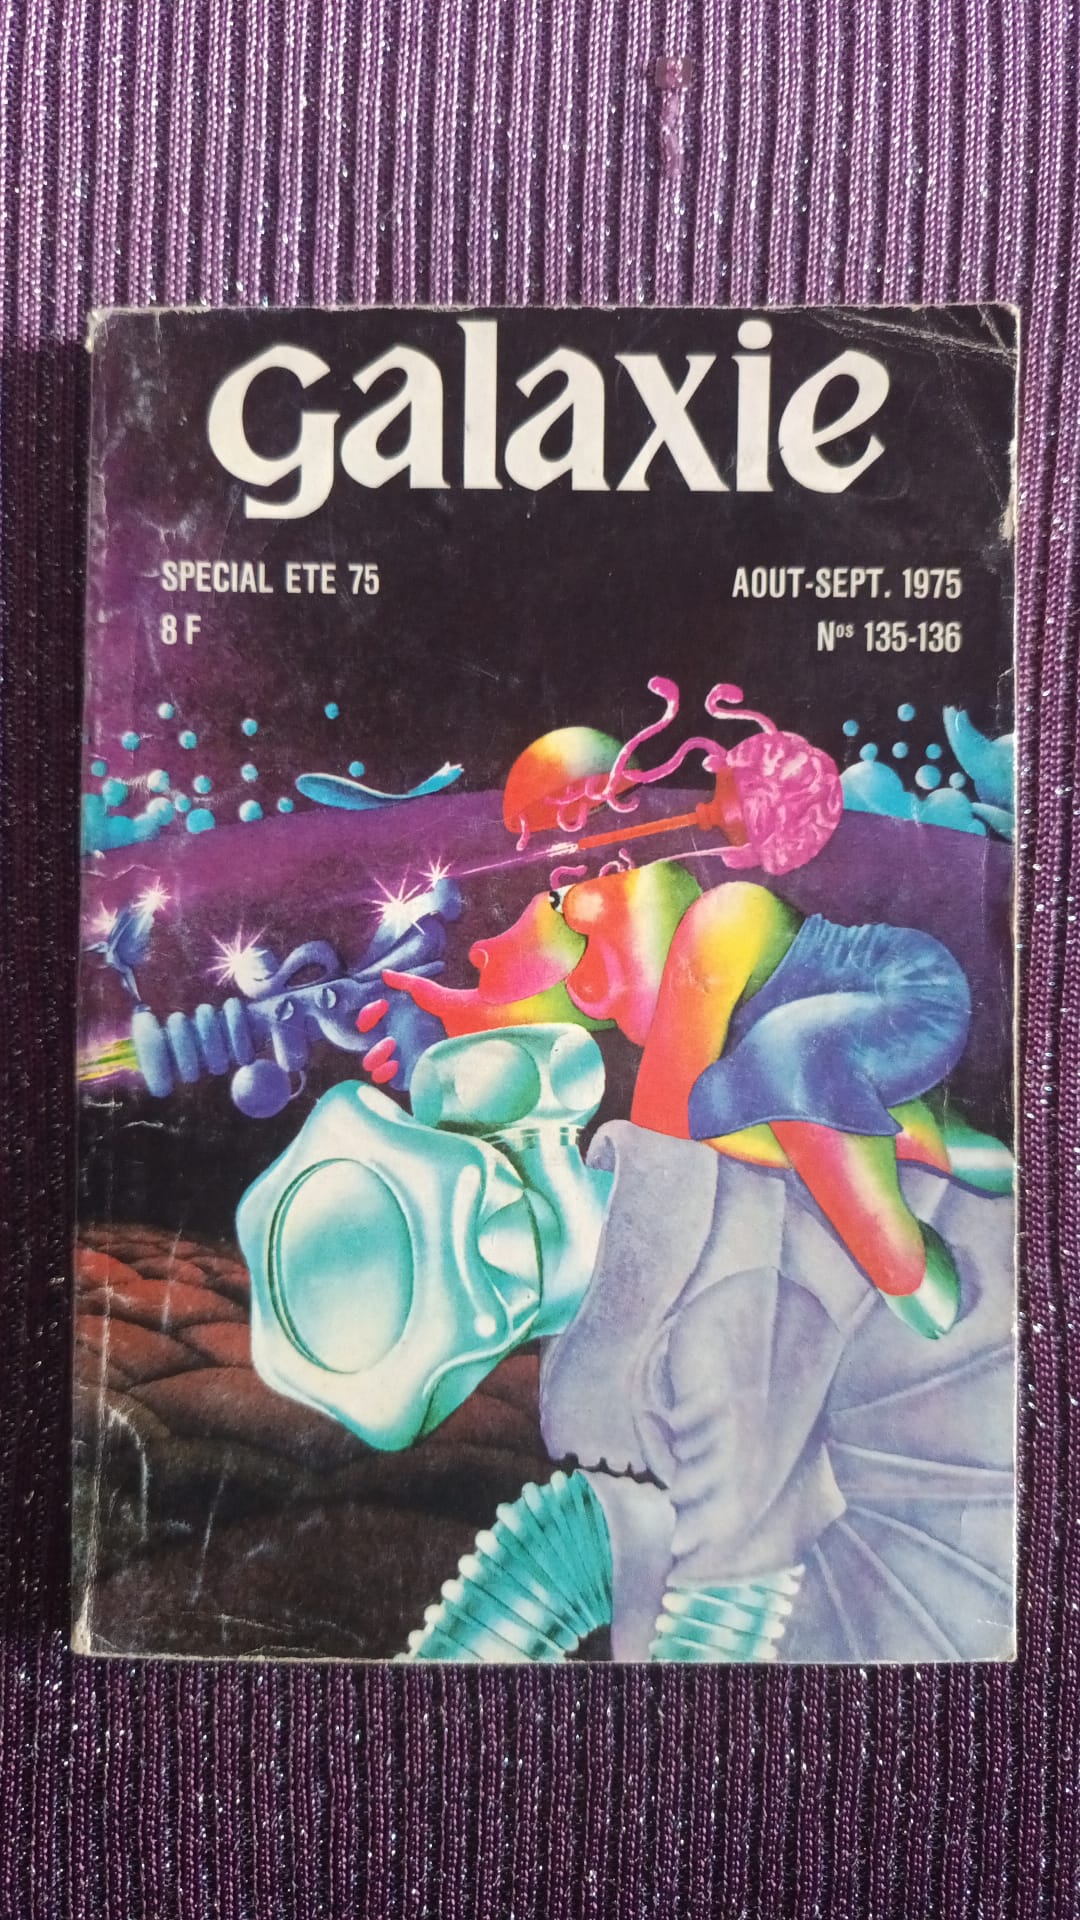 galaxie
SPECIAL ETE 75
8 F
AOUT-SEPT. 1975
Nos 135-136